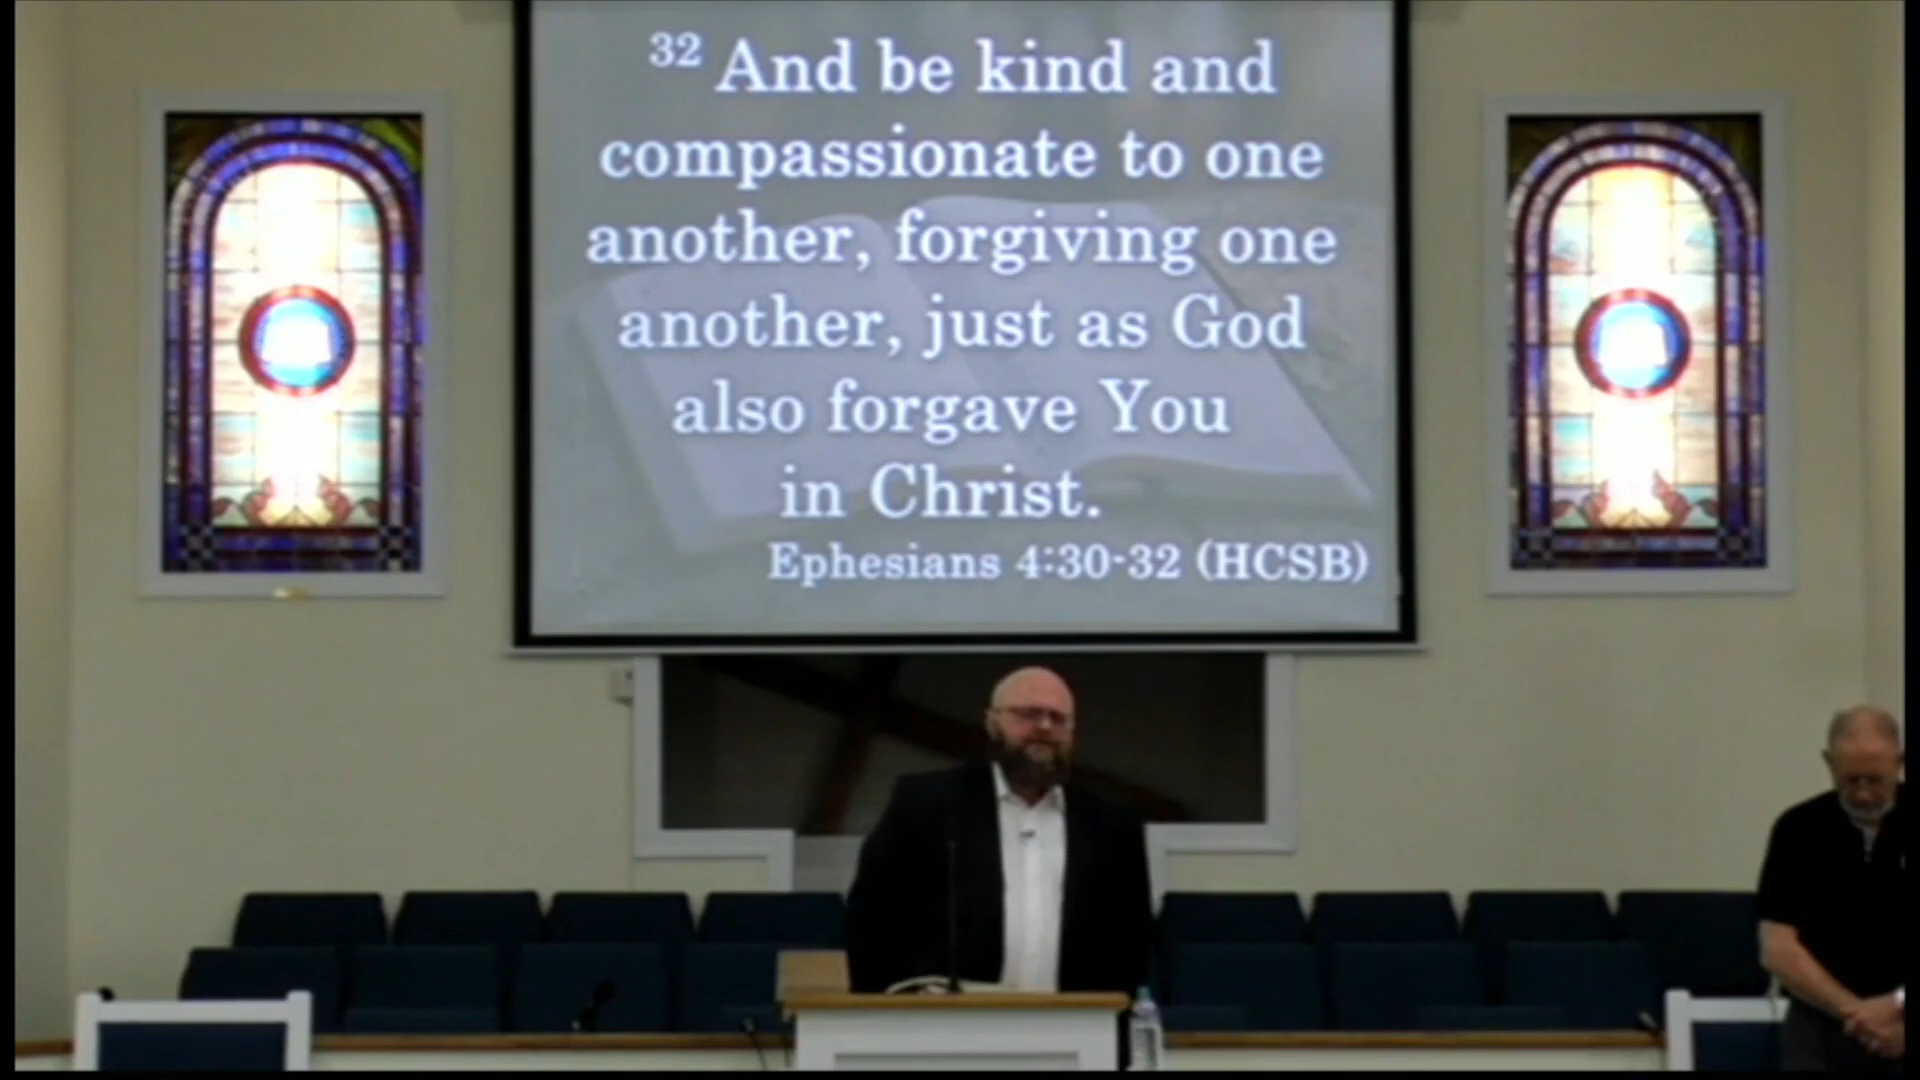 32 And be kind and
compassionate to one
another, forgiving one
another, just as God
also forgave You
in Christ.
Ephesians 4:30-32 (HCSB)